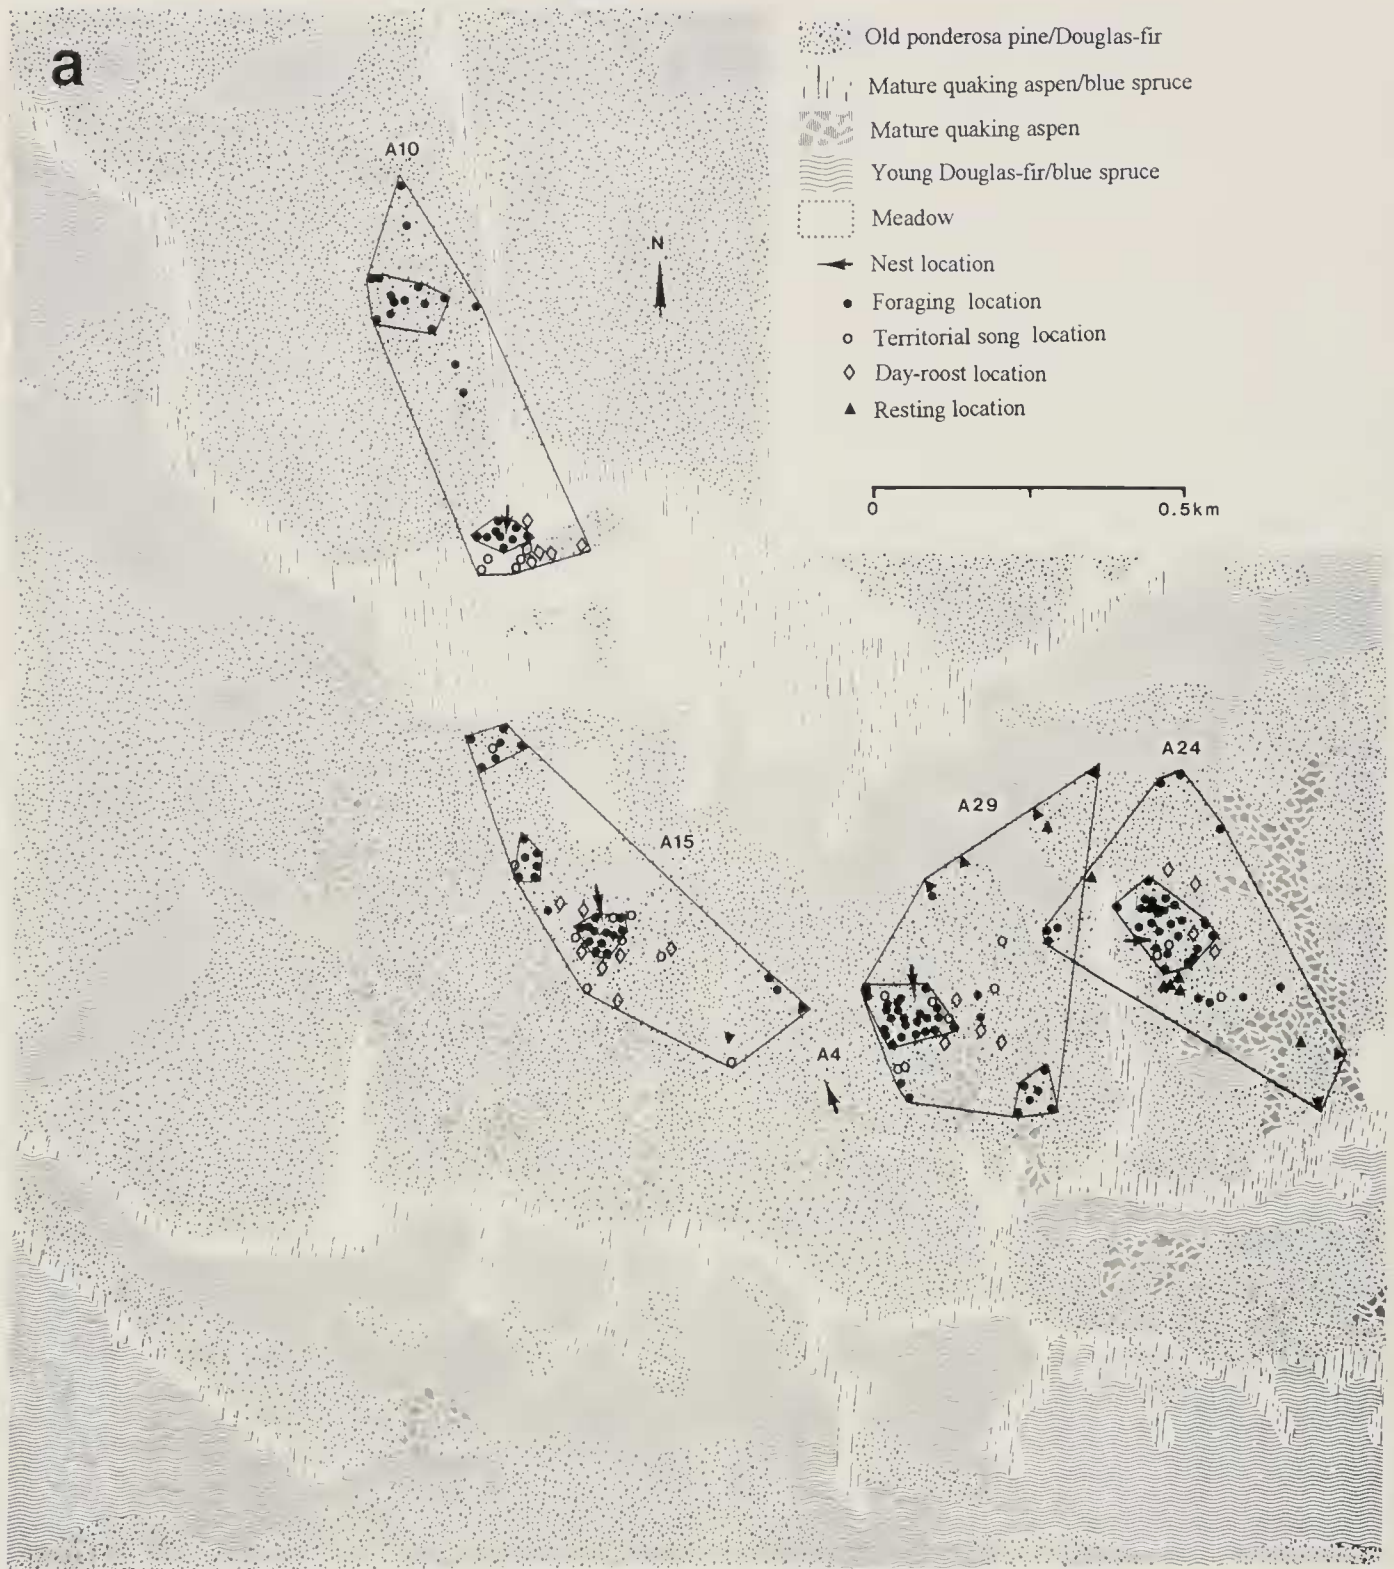 a
Old ponderosa pine/Douglas-fir
Mature quaking aspen/blue spruce
Mature quaking aspen
Young Douglas-fir/blue spruce
Meadow
Nest location
Foraging location
Territorial song location
Day-roost location
Resting location
A10
N
0 0.5km
A24
A29
A15
A4